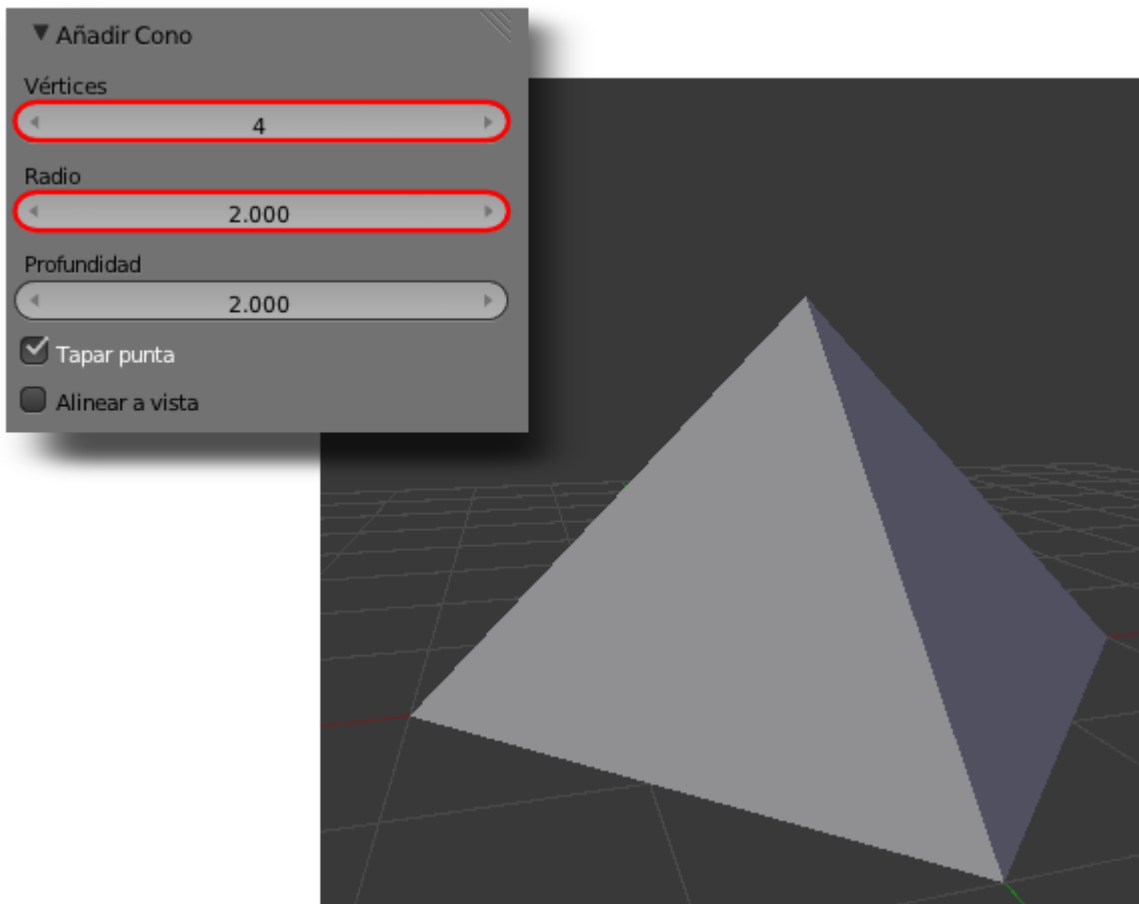 Añadir Cono
Vértices
4
Radio
2.000
Profundidad
2.000
Tapar punta
Alinear a vista